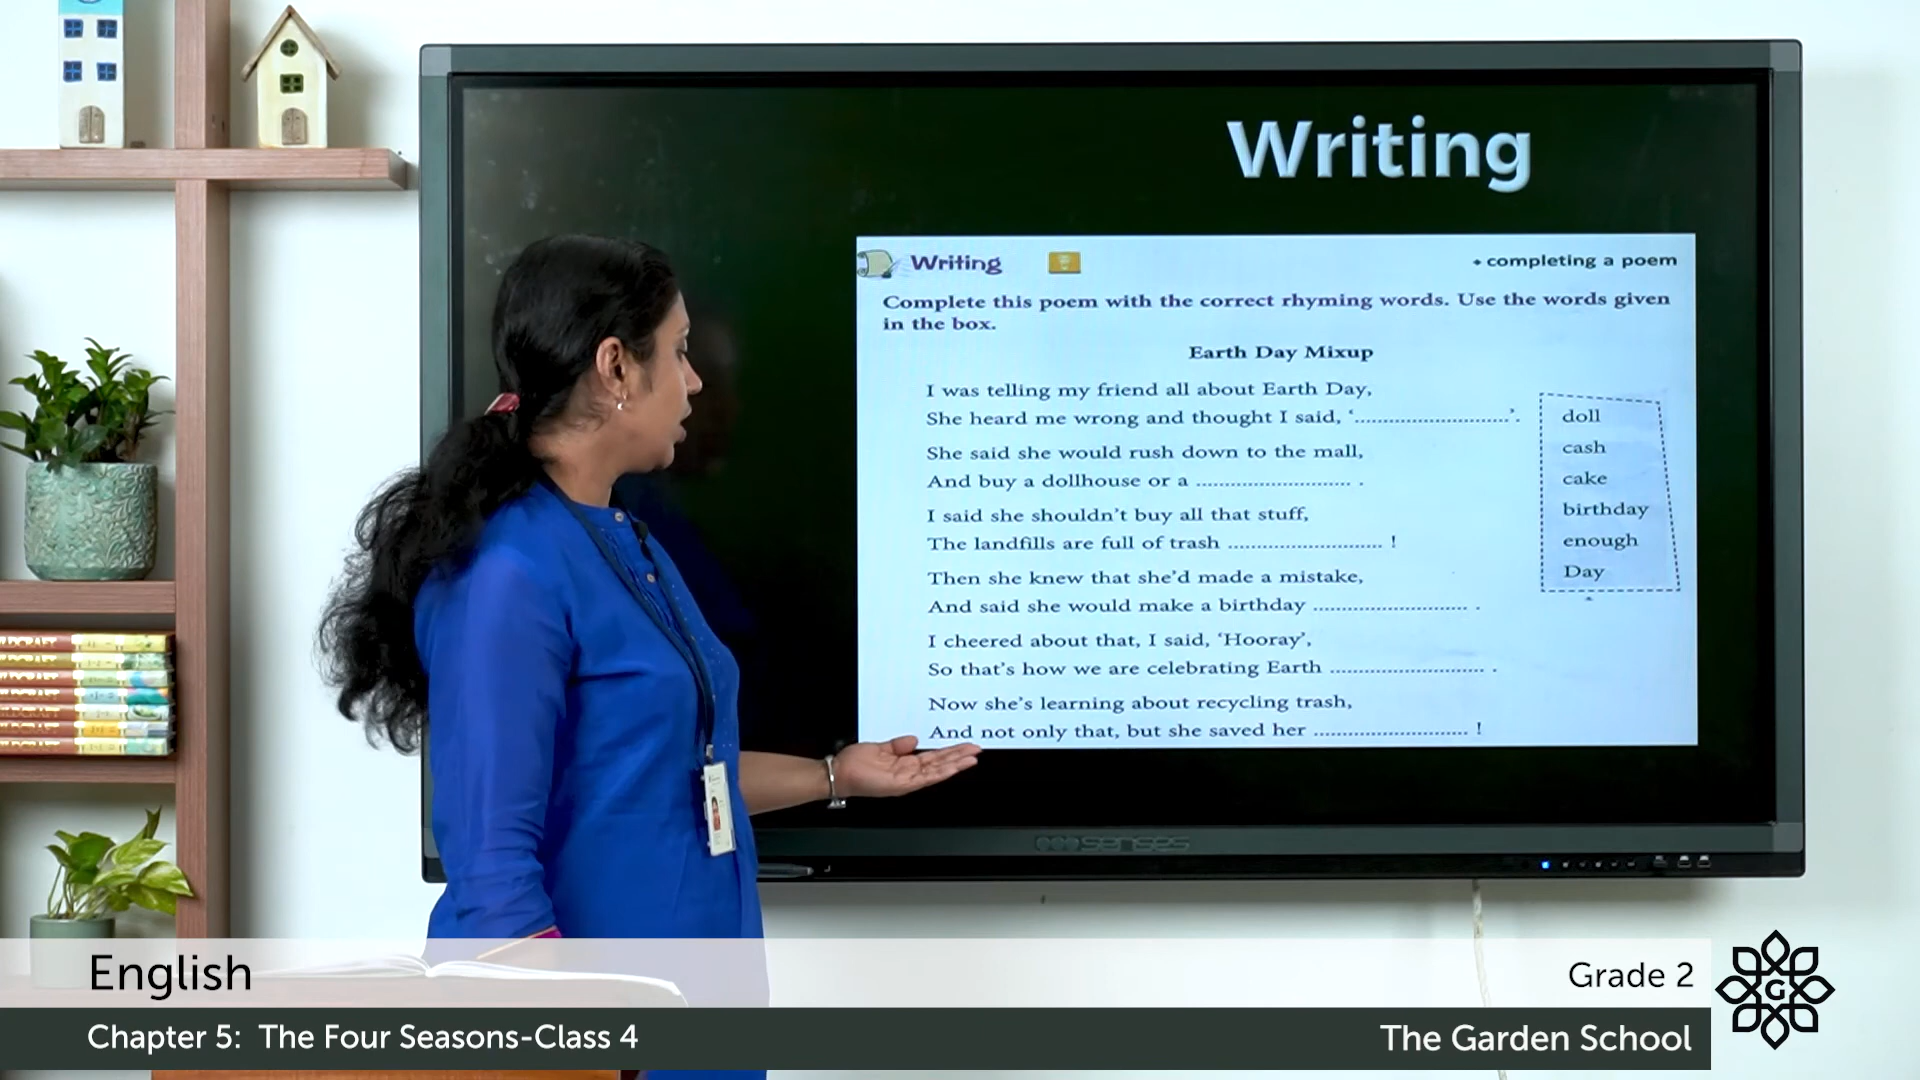 Writing
Writing
• completing a poem
Complete this poem with the correct rhyming words. Use the words given
in the box.
Earth Day Mixup
I was telling my friend all about Earth Day,
She heard me wrong and thought I said, ‘............................’.
She said she would rush down to the mall,
And buy a dollhouse or a ............................ .
I said she shouldn’t buy all that stuff,
The landfills are full of trash ............................ !
Then she knew that she’d made a mistake,
And said she would make a birthday ............................ .
I cheered about that, I said, ‘Hooray’,
So that’s how we are celebrating Earth ............................ .
Now she’s learning about recycling trash,
And not only that, but she saved her ............................ !
doll
cash
cake
birthday
enough
Day
senses
English
Grade 2
Chapter 5: The Four Seasons-Class 4
The Garden School
G